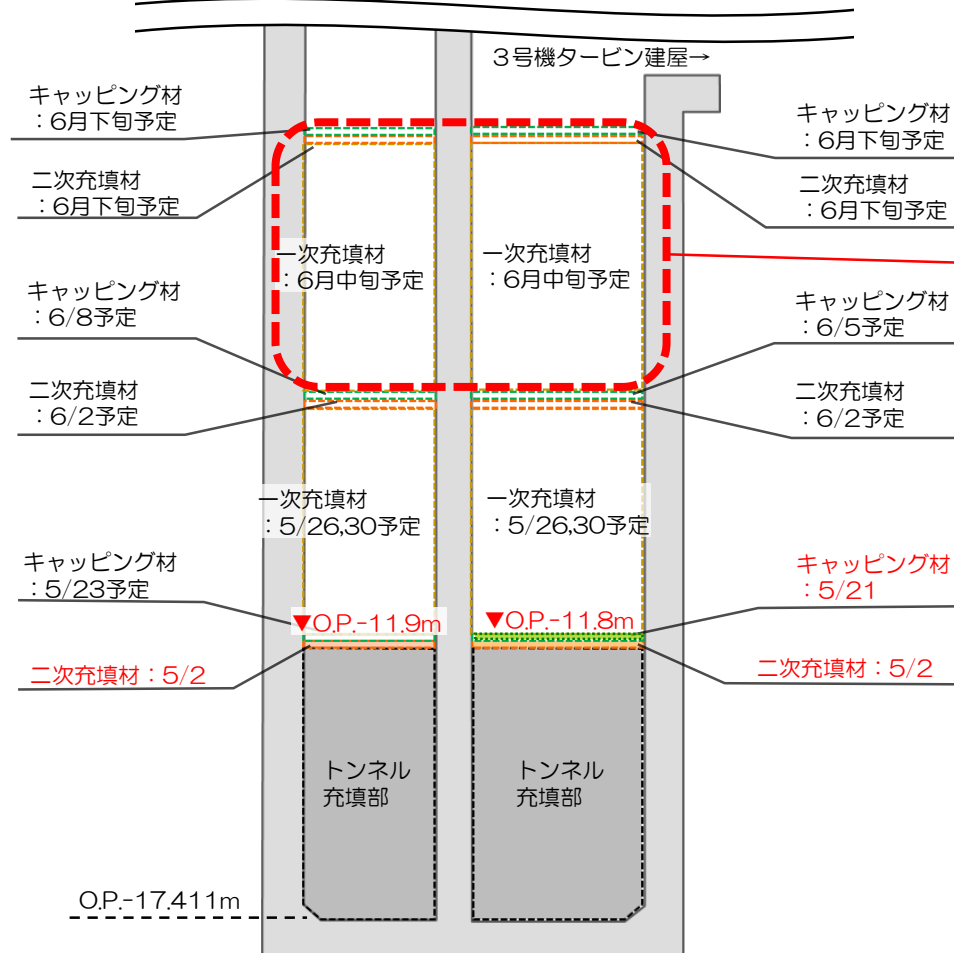 3号機タービン建屋→
キャッピング材
：6月下旬予定
二次充填材
：6月下旬予定
一次充填材
：6月中旬予定
キャッピング材
：6/8予定
二次充填材
：6/2予定
一次充填材
：5/26,30予定
キャッピング材
：5/23予定
▼O.P.-11.9m
二次充填材：5/2
トンネル
充填部
O.P.-17.411m
キャッピング材
：6月下旬予定
二次充填材
：6月下旬予定
一次充填材
：6月中旬予定
キャッピング材
：6/5予定
二次充填材
：6/2予定
一次充填材
：5/26,30予定
キャッピング材
：5/21
▼O.P.-11.8m
二次充填材：5/2
トンネル
充填部